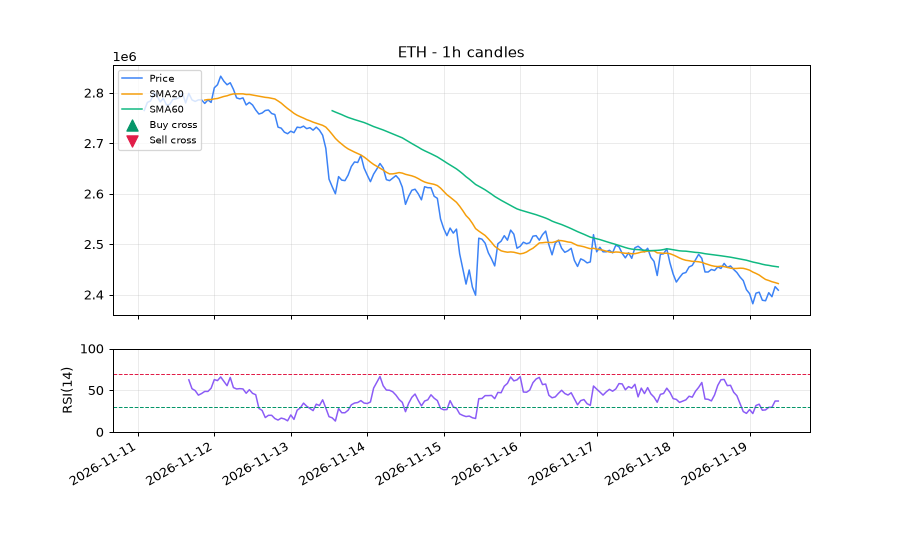 ETH - 1h candles
1e6
Price
SMA20
SMA60
Buy cross
Sell cross
2.8
2.7
2.6
2.5
2.4
100
50
0
RSI(14)
2026-11-11
2026-11-12
2026-11-13
2026-11-14
2026-11-15
2026-11-16
2026-11-17
2026-11-18
2026-11-19